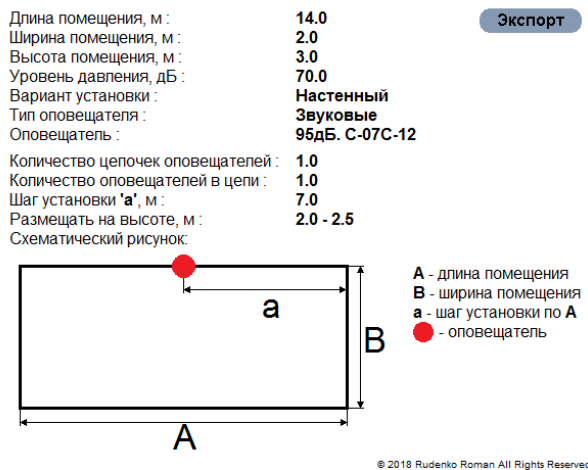 Длина помещения, м : 14.0
Экспорт
Ширина помещения, м : 2.0
Высота помещения, м : 3.0
Уровень давления, дБ : 70.0
Вариант установки : Настенный
Тип оповещателя : Звуковые
Оповещатель : 95дБ. С-07С-12
Количество цепочек оповещателей : 1.0
Количество оповещателей в цепи : 1.0
Шаг установки 'а', м : 7.0
Размещать на высоте, м : 2.0 - 2.5
Схематический рисунок:
a
B
A
A - длина помещения
B - ширина помещения
a - шаг установки по A
- оповещатель
© 2018 Rudenko Roman All Rights Reserved